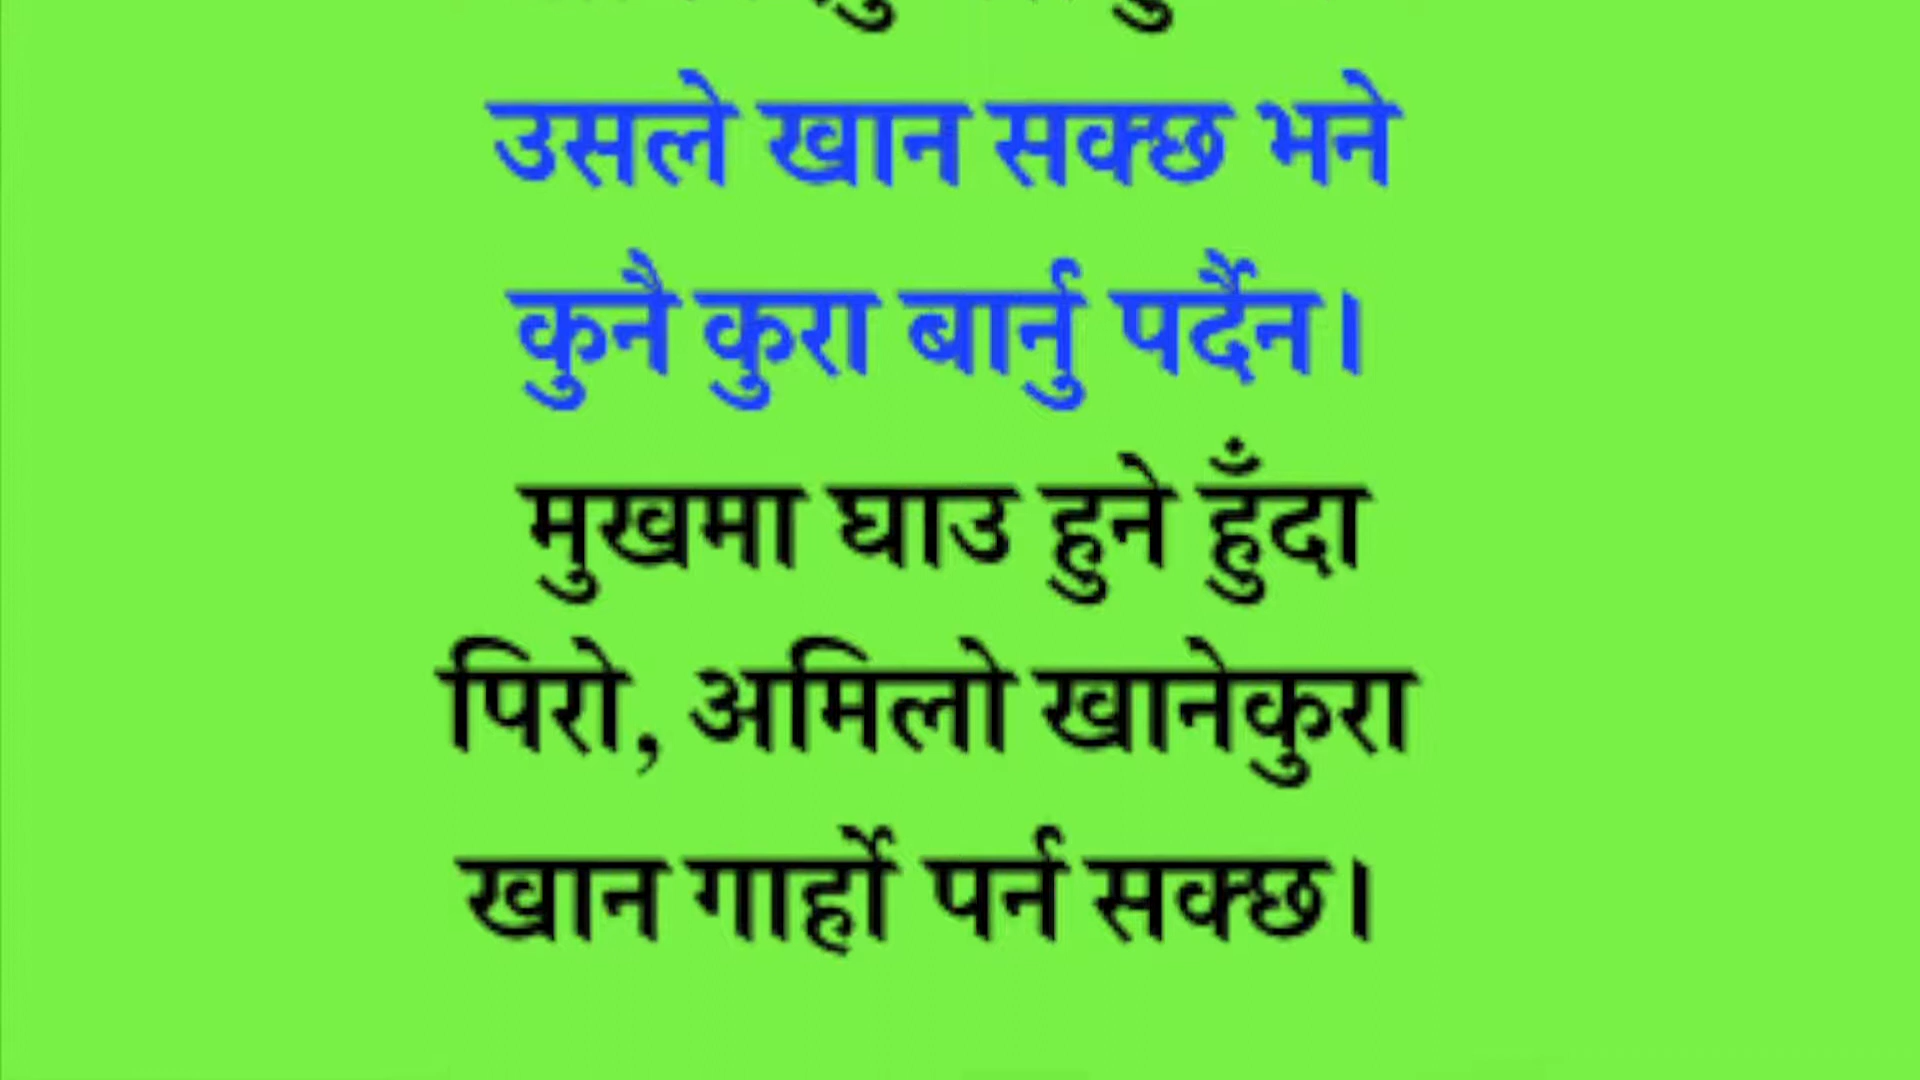 उसले खान सक्छ भने
कुनै कुरा बार्नु पर्दैन।
मुखमा घाउ हुने हुँदा
पिरो, अमिलो खानेकुरा
खान गार्हो पर्न सक्छ।